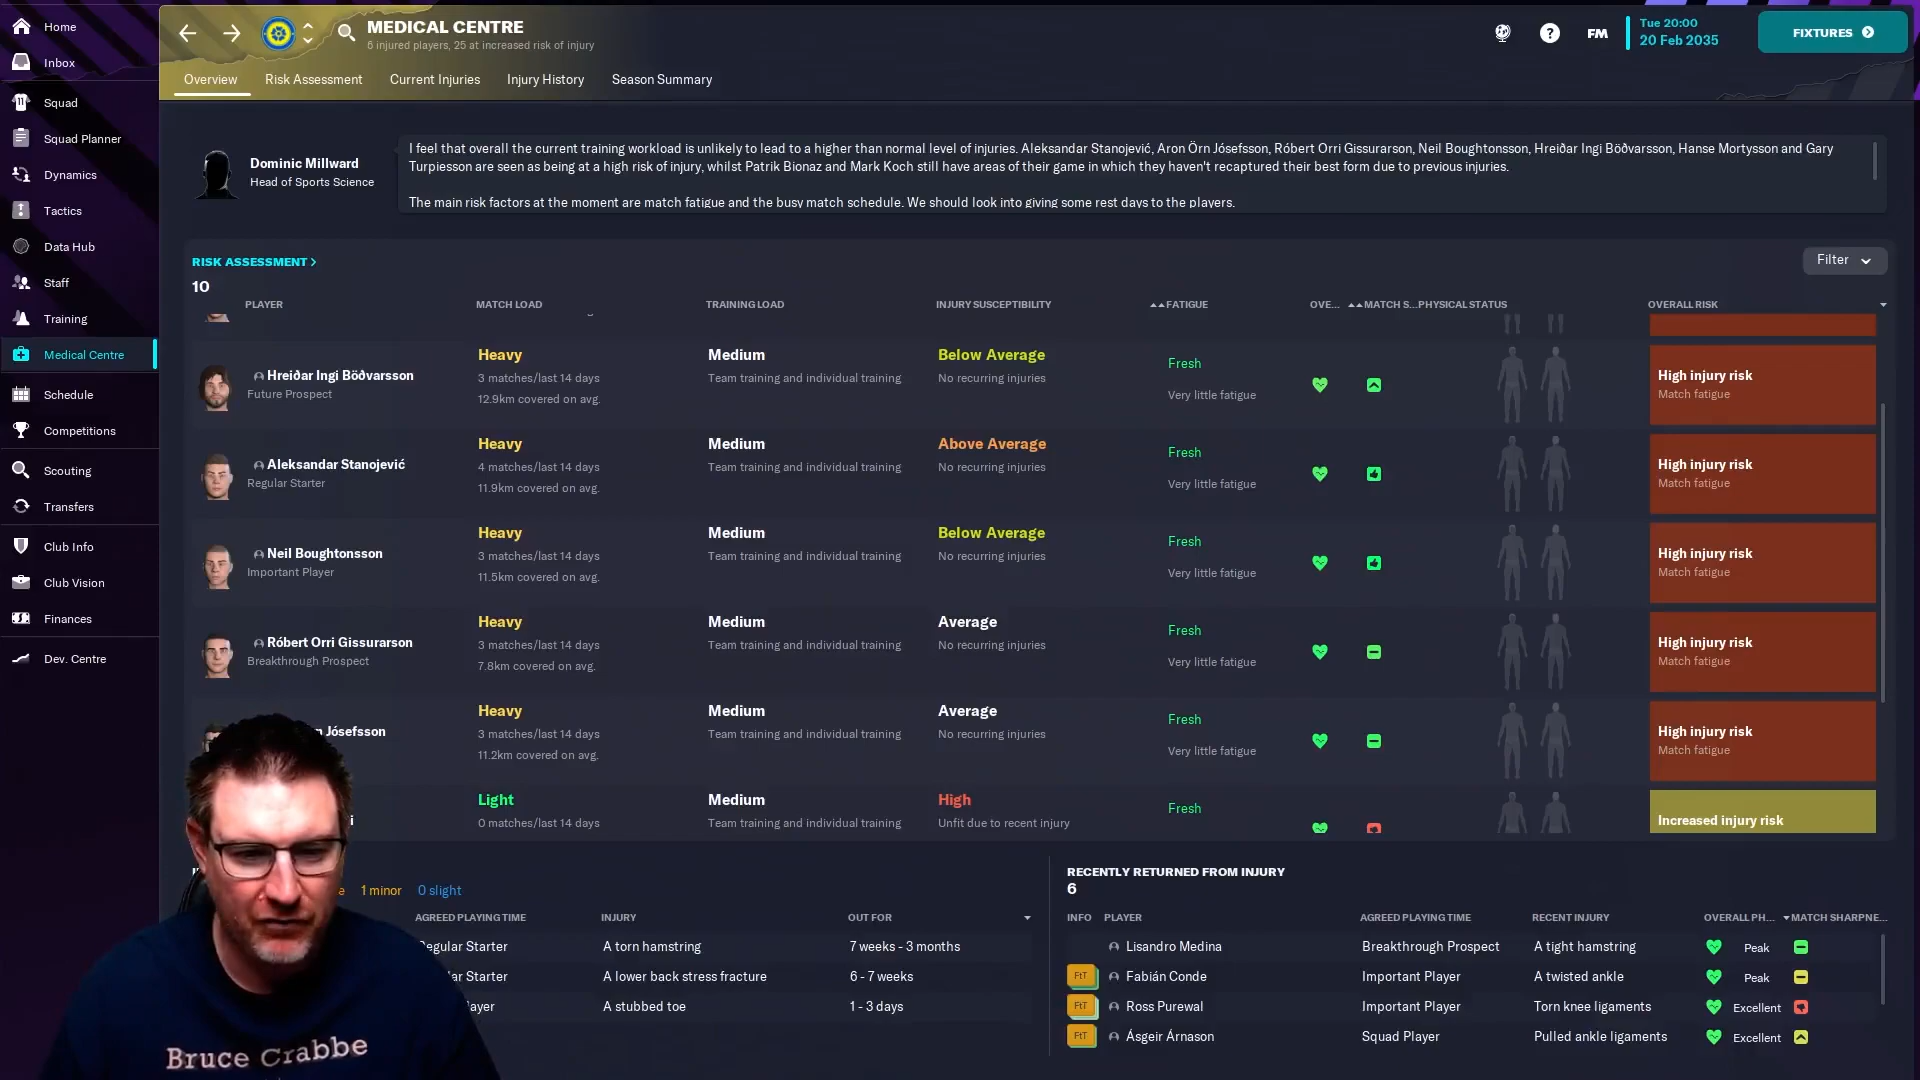 Home
Inbox
Squad
Squad Planner
Dynamics
Tactics
Data Hub
Staff
Training
Medical Centre
Schedule
Competitions
Scouting
Transfers
Club Info
Club Vision
Finances
Dev. Centre
MEDICAL CENTRE
6 injured players, 25 at increased risk of injury
FM
Tue 20:00
20 Feb 2035
FIXTURES
Overview Risk Assessment Current Injuries Injury History Season Summary
Dominic Millward
Head of Sports Science
I feel that overall the current training workload is unlikely to lead to a higher than normal level of injuries. Aleksandar Stanojević, Aron Örn Jósefsson, Róbert Orri Gissurarson, Neil Boughtonsson, Hreiðar Ingi Böðvarsson, Hanse Mortysson and Gary
Turpiesson are seen as being at a high risk of injury, whilst Patrik Bionaz and Mark Koch still have areas of their game in which they haven't recaptured their best form due to previous injuries.
The main risk factors at the moment are match fatigue and the busy match schedule. We should look into giving some rest days to the players.
RISK ASSESSMENT >
10
Filter
PLAYER MATCH LOAD TRAINING LOAD INJURY SUSCEPTIBILITY FATIGUE OVE... MATCH S... PHYSICAL STATUS OVERALL RISK
Hreiðar Ingi Böðvarsson
Future Prospect
Heavy
3 matches/last 14 days
12.9km covered on avg.
Medium
Team training and individual training
Below Average
No recurring injuries
Fresh
Very little fatigue
High injury risk
Match fatigue
Aleksandar Stanojević
Regular Starter
Heavy
4 matches/last 14 days
11.9km covered on avg.
Medium
Team training and individual training
Above Average
No recurring injuries
Fresh
Very little fatigue
High injury risk
Match fatigue
Neil Boughtonsson
Important Player
Heavy
3 matches/last 14 days
11.5km covered on avg.
Medium
Team training and individual training
Below Average
No recurring injuries
Fresh
Very little fatigue
High injury risk
Match fatigue
Róbert Orri Gissurarson
Breakthrough Prospect
Heavy
3 matches/last 14 days
7.8km covered on avg.
Medium
Team training and individual training
Average
No recurring injuries
Fresh
Very little fatigue
High injury risk
Match fatigue
Jósefsson
Heavy
3 matches/last 14 days
11.2km covered on avg.
Medium
Team training and individual training
Average
No recurring injuries
Fresh
Very little fatigue
High injury risk
Match fatigue
Light
0 matches/last 14 days
Medium
Team training and individual training
High
Unfit due to recent injury
Fresh
Increased injury risk
1 minor 0 slight
AGREED PLAYING TIME INJURY OUT FOR
Regular Starter A torn hamstring 7 weeks - 3 months
Starter A lower back stress fracture 6 - 7 weeks
A stubbed toe 1 - 3 days
RECENTLY RETURNED FROM INJURY
6
INFO PLAYER AGREED PLAYING TIME RECENT INJURY OVERALL PH... MATCH SHARPNE...
Lisandro Medina Breakthrough Prospect A tight hamstring Peak
FtT Fabián Conde Important Player A twisted ankle Peak
FtT Ross Purewal Important Player Torn knee ligaments Excellent
FtT Ásgeir Árnason Squad Player Pulled ankle ligaments Excellent
Bruce Crabbe